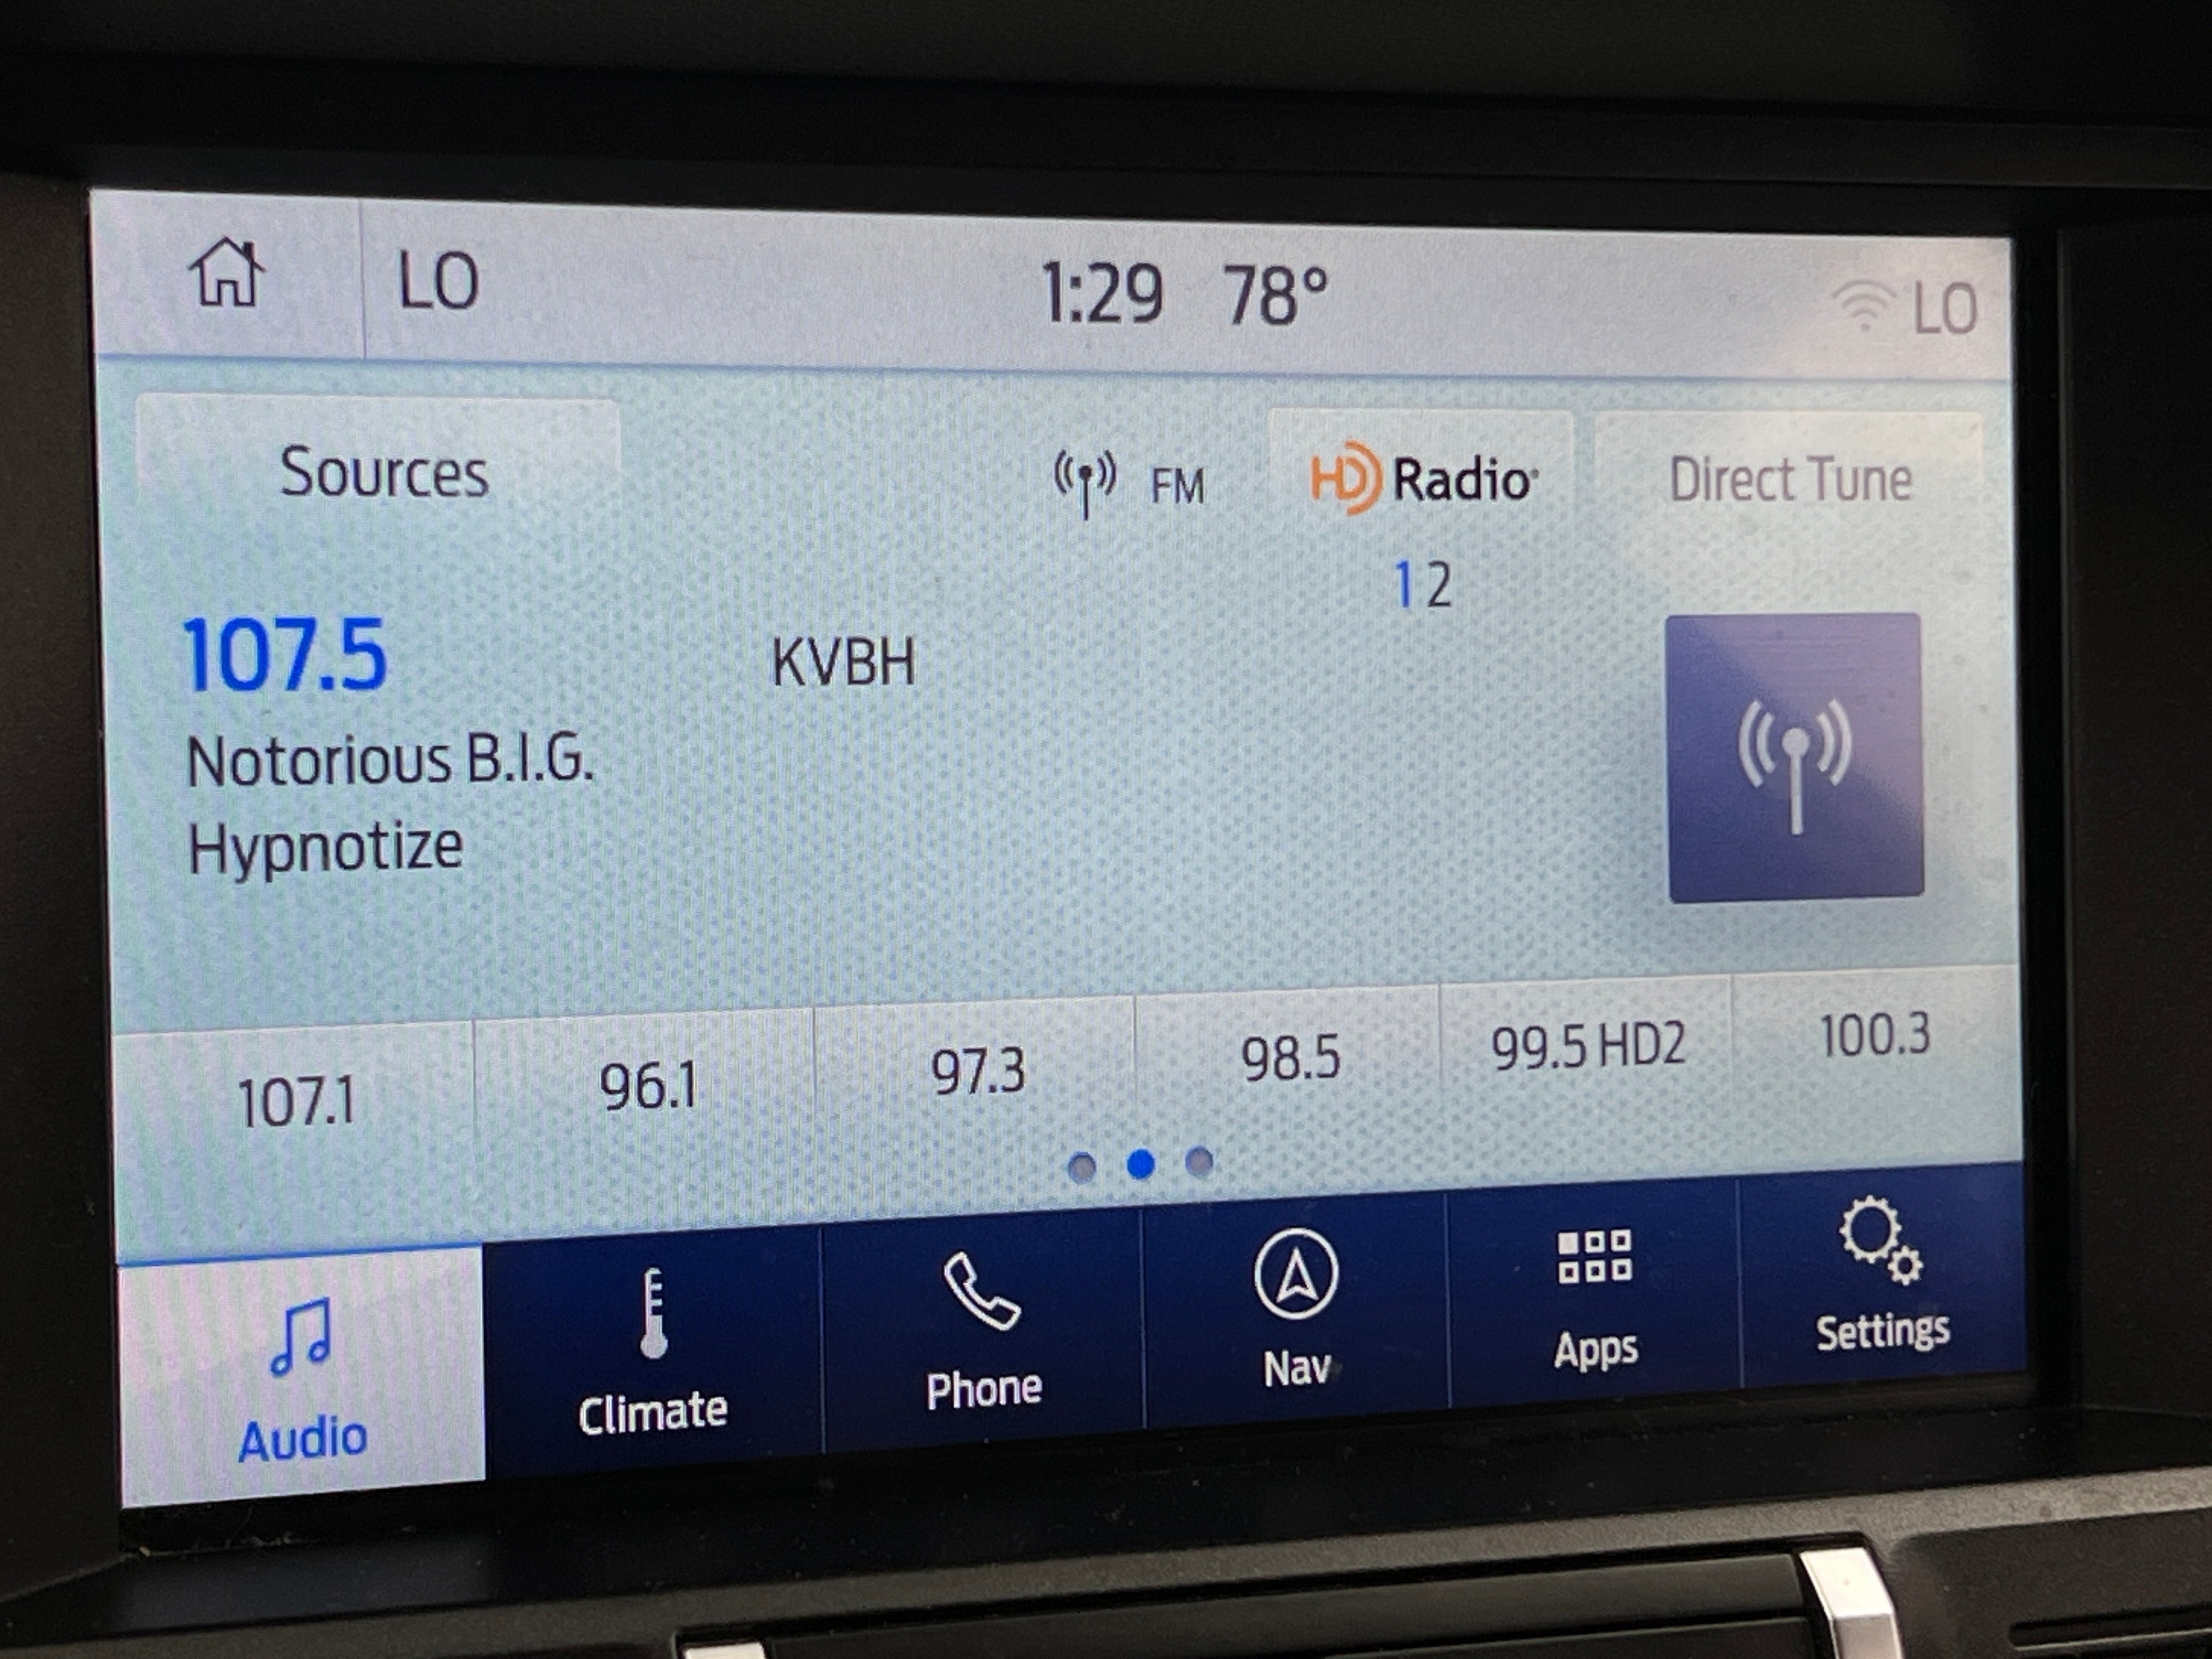 LO 1:29 78° LO
Sources FM HD Radio Direct Tune
1 2
107.5 KVBH
Notorious B.I.G.
Hypnotize
107.1 96.1 97.3 98.5 99.5 HD2 100.3
Audio Climate Phone Nav Apps Settings